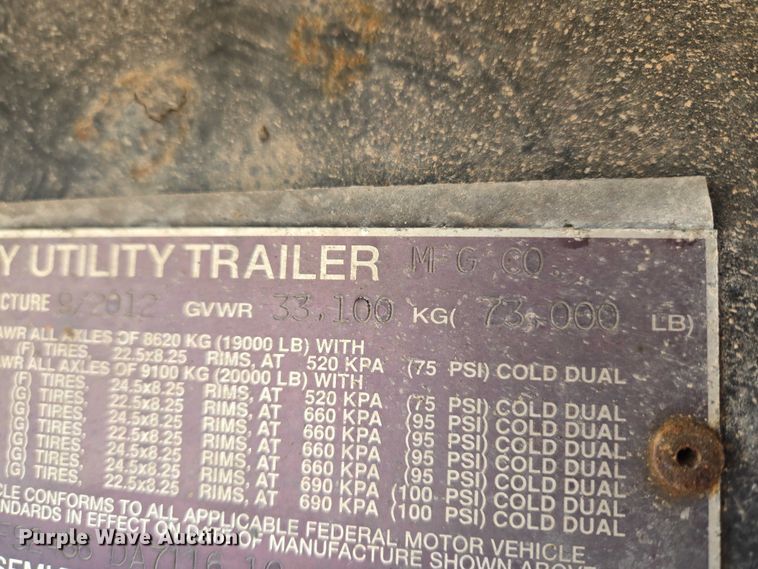 Y UTILITY TRAILER MFG CO.
CTURE 9/2012 GVWR 33,100 KG( 73,000 LB)
AWR ALL AXLES OF 8620 KG (19000 LB) WITH
(F) TIRES, 22.5x8.25 RIMS, AT 520 KPA (75 PSI) COLD DUAL
AWR ALL AXLES OF 9100 KG (20000 LB) WITH
(F) TIRES, 24.5x8.25 RIMS, AT 520 KPA (75 PSI) COLD DUAL
(G) TIRES, 22.5x8.25 RIMS, AT 660 KPA (95 PSI) COLD DUAL
(G) TIRES, 24.5x8.25 RIMS, AT 660 KPA (95 PSI) COLD DUAL
(G) TIRES, 22.5x8.25 RIMS, AT 660 KPA (95 PSI) COLD DUAL
(G) TIRES, 24.5x8.25 RIMS, AT 660 KPA (95 PSI) COLD DUAL
(G) TIRES, 22.5x8.25 RIMS, AT 690 KPA (100 PSI) COLD DUAL
(G) TIRES, 24.5x8.25 RIMS, AT 690 KPA (100 PSI) COLD DUAL
CLE CONFORMS TO ALL APPLICABLE FEDERAL MOTOR VEHICLE
ANDARDS IN EFFECT ON DATE OF MANUFACTURE SHOWN ABOVE
DA7116
SEMI
Purple Wave Auction